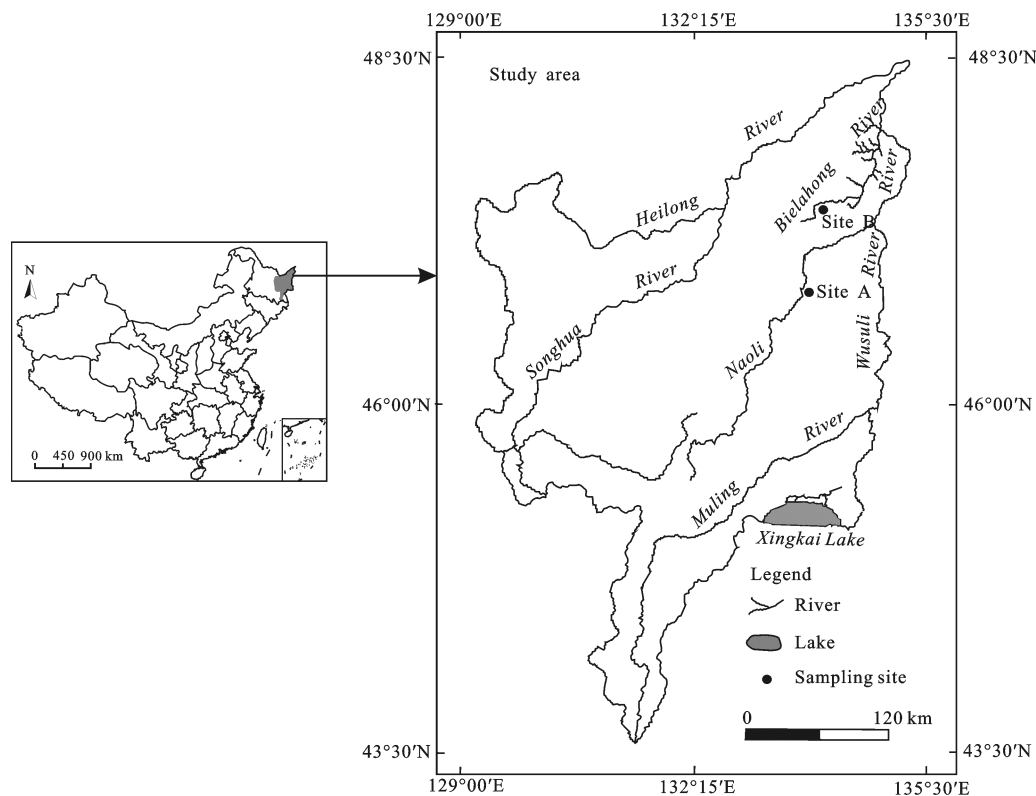 129°00′E
132°15′E
135°30′E
48°30′N
48°30′N
Study area
River
River
Bielahong
River
Heilong
Site B
River
River
N
Site A
Songhua
Naoli
Wusuli
46°00′N
46°00′N
River
0 450 900 km
Muling
Xingkai Lake
Legend
River
Lake
Sampling site
0 120 km
43°30′N
43°30′N
129°00′E
132°15′E
135°30′E